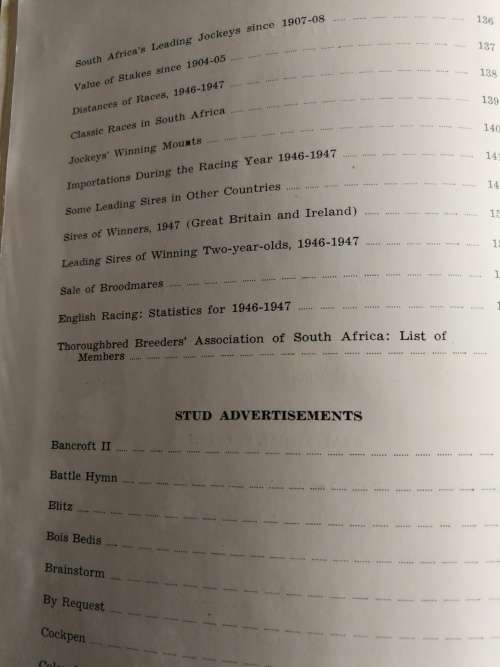 South Africa's Leading Jockeys since 1907-08 136
Value of Stakes since 1904-05 137
Distances of Races, 1946-1947 138
Classic Races in South Africa 139
Jockeys' Winning Mounts 140
Importations During the Racing Year 1946-1947
Some Leading Sires in Other Countries
Sires of Winners, 1947 (Great Britain and Ireland)
Leading Sires of Winning Two-year-olds, 1946-1947
Sale of Broodmares
English Racing: Statistics for 1946-1947
Thoroughbred Breeders' Association of South Africa: List of
Members
STUD ADVERTISEMENTS
Bancroft II
Battle Hymn
Blitz
Bois Bedis
Brainstorm
By Request
Cockpen